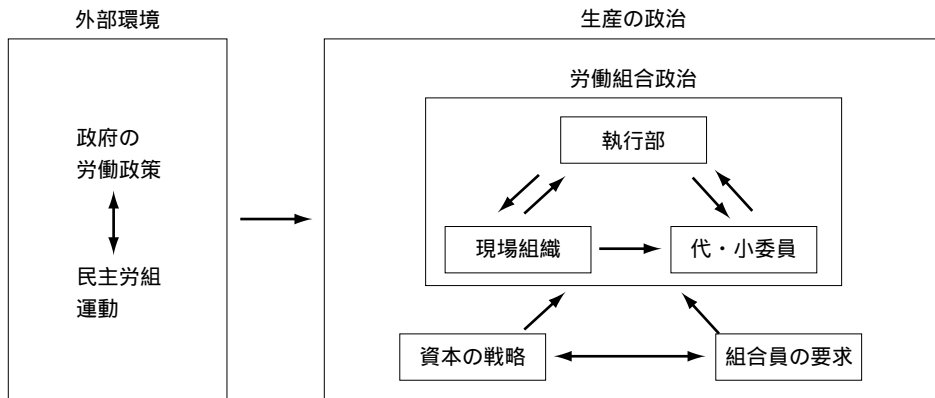 外部環境
政府の
労働政策
民主労組
運動
生産の政治
労働組合政治
執行部
現場組織
代・小委員
資本の戦略
組合員の要求